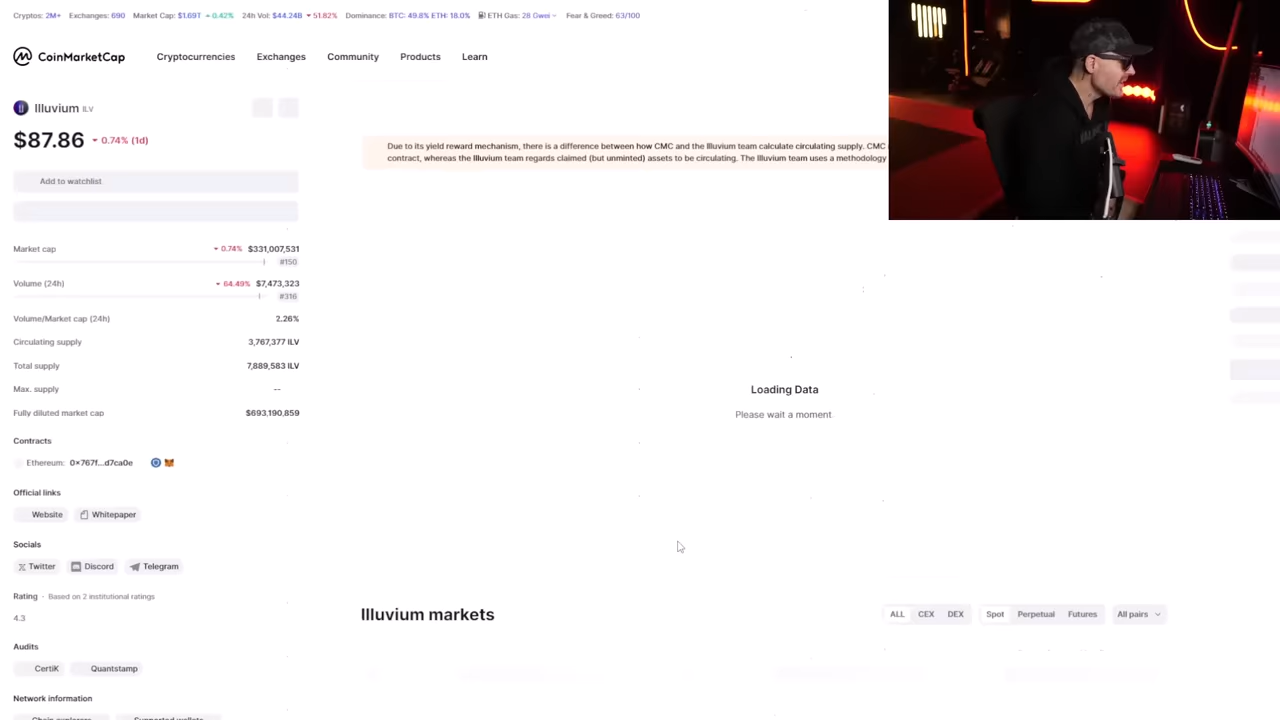 Cryptos: 2M+ Exchanges: 690 Market Cap: $1.69T 0.42% 24h Vol: $44.24B 51.82% Dominance: BTC: 49.8% ETH: 18.0% ETH Gas: 28 Gwei Fear & Greed: 63/100
CoinMarketCap Cryptocurrencies Exchanges Community Products Learn
Illuvium ILV
$87.86 0.74% (1d)
Due to its yield reward mechanism, there is a difference between how CMC and the Illuvium team calculate circulating supply. CMC
contract, whereas the Illuvium team regards claimed (but unminted) assets to be circulating. The Illuvium team uses a methodology
Add to watchlist
Market cap 0.74% $331,007,531
#150
Volume (24h) 64.49% $7,473,323
#316
Volume/Market cap (24h) 2.26%
Circulating supply 3,767,377 ILV
Total supply 7,889,583 ILV
Max. supply --
Fully diluted market cap $693,190,859
Loading Data
Please wait a moment
Contracts
Ethereum: 0x767f...d7ca0e
Official links
Website Whitepaper
Socials
Twitter Discord Telegram
Rating · Based on 2 institutional ratings
4.3
Illuvium markets
ALL CEX DEX Spot Perpetual Futures All pairs
Audits
CertiK Quantstamp
Network information
Chain explorers Supported wallets